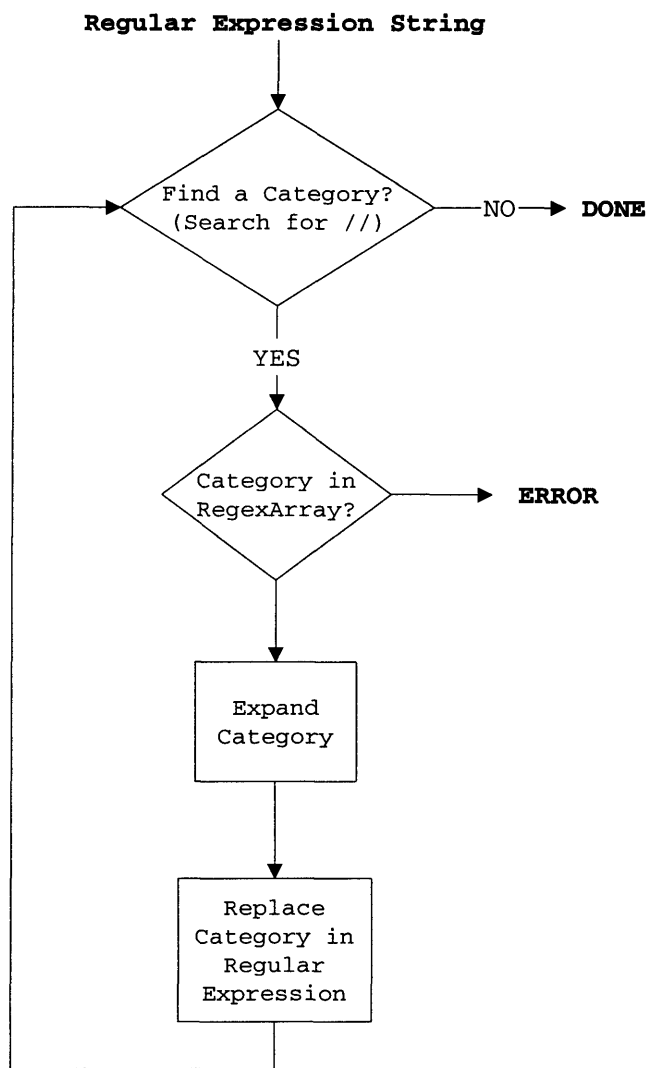 Regular Expression String
Find a Category?
(Search for //)
NO
DONE
YES
Category in
RegexArray?
ERROR
Expand
Category
Replace
Category in
Regular
Expression